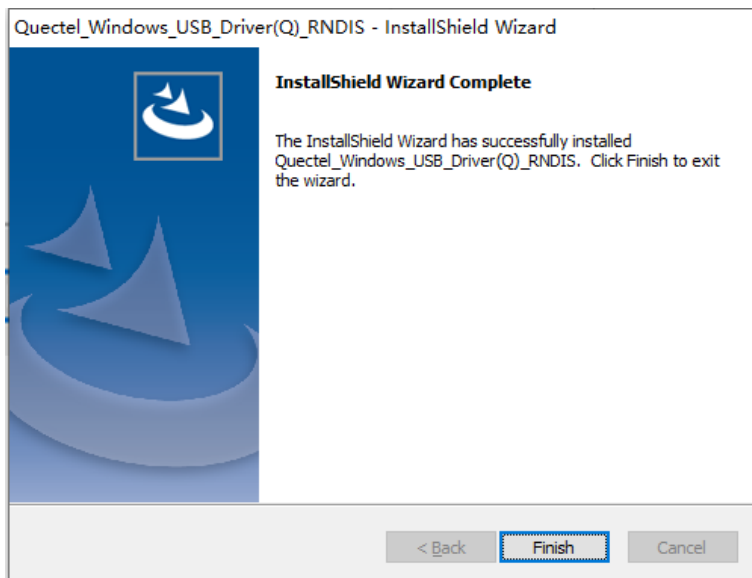 Quectel_Windows_USB_Driver(Q)_RNDIS - InstallShield Wizard
InstallShield Wizard Complete
The InstallShield Wizard has successfully installed
Quectel_Windows_USB_Driver(Q)_RNDIS. Click Finish to exit
the wizard.
< Back Finish Cancel